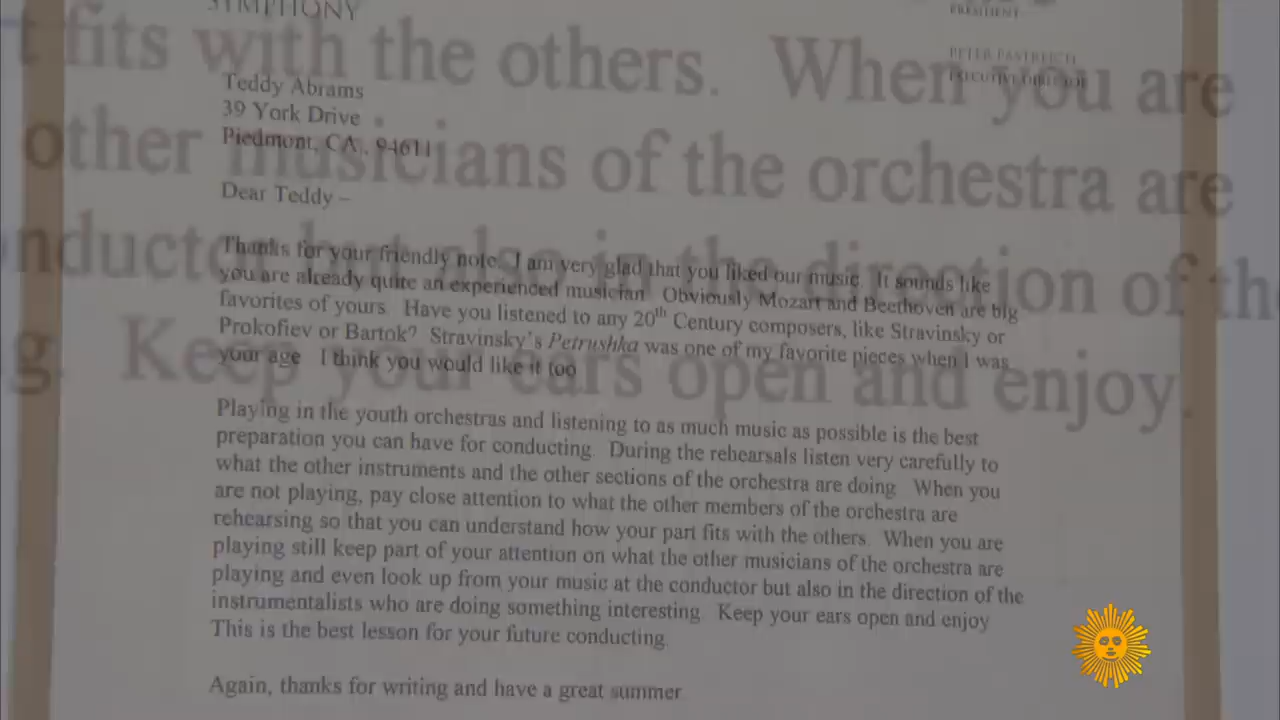 SYMPHONY
PRESIDENT
PETER PASTREICH
EXECUTIVE DIRECTOR
t fits with the others. When you are
other musicians of the orchestra are
onductor but also in the direction of th
g. Keep your ears open and enjoy.
Teddy Abrams
39 York Drive
Piedmont, CA, 94611
Dear Teddy –
Thanks for your friendly note. I am very glad that you liked our music. It sounds like
you are already quite an experienced musician. Obviously Mozart and Beethoven are big
favorites of yours. Have you listened to any 20th Century composers, like Stravinsky or
Prokofiev or Bartok? Stravinsky's Petrushka was one of my favorite pieces when I was
your age. I think you would like it too
Playing in the youth orchestras and listening to as much music as possible is the best
preparation you can have for conducting. During the rehearsals listen very carefully to
what the other instruments and the other sections of the orchestra are doing. When you
are not playing, pay close attention to what the other members of the orchestra are
rehearsing so that you can understand how your part fits with the others. When you are
playing still keep part of your attention on what the other musicians of the orchestra are
playing and even look up from your music at the conductor but also in the direction of the
instrumentalists who are doing something interesting. Keep your ears open and enjoy
This is the best lesson for your future conducting.
Again, thanks for writing and have a great summer